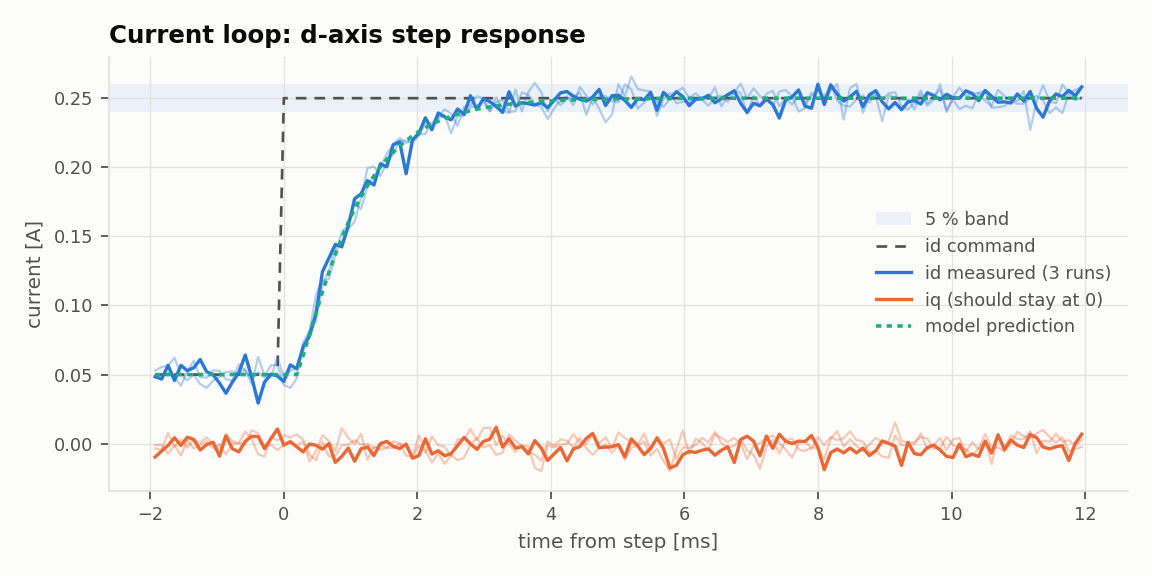 Current loop: d-axis step response
current [A]
0.25
0.20
0.15
0.10
0.05
0.00
5 % band
id command
id measured (3 runs)
iq (should stay at 0)
model prediction
−2 0 2 4 6 8 10 12
time from step [ms]